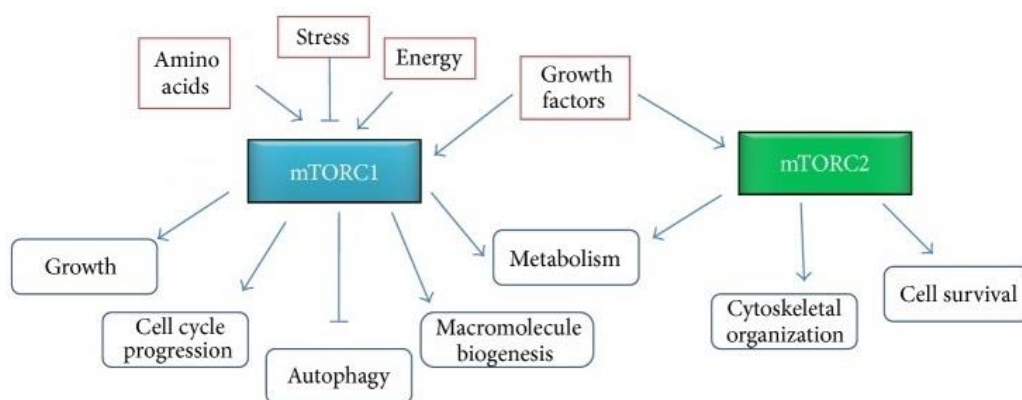 Stress
Amino
acids
Energy
Growth
factors
mTORC1
mTORC2
Growth
Metabolism
Cell survival
Cell cycle
progression
Macromolecule
biogenesis
Cytoskeletal
organization
Autophagy